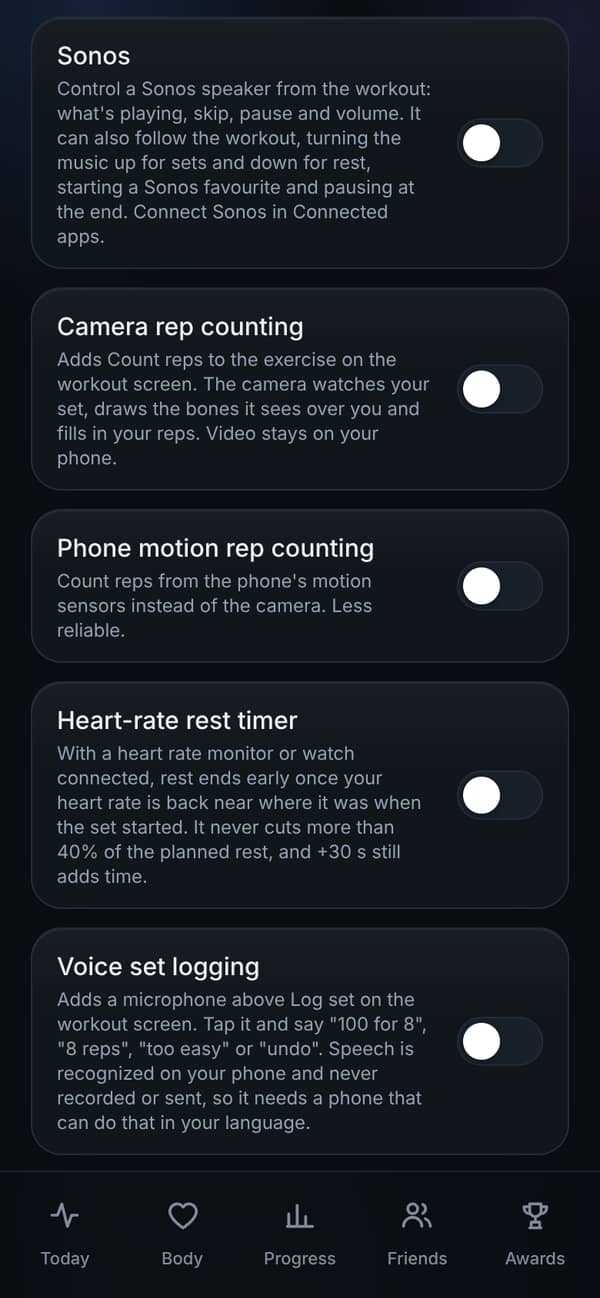 Sonos
Control a Sonos speaker from the workout:
what's playing, skip, pause and volume. It
can also follow the workout, turning the
music up for sets and down for rest,
starting a Sonos favourite and pausing at
the end. Connect Sonos in Connected
apps.
Camera rep counting
Adds Count reps to the exercise on the
workout screen. The camera watches your
set, draws the bones it sees over you and
fills in your reps. Video stays on your
phone.
Phone motion rep counting
Count reps from the phone's motion
sensors instead of the camera. Less
reliable.
Heart-rate rest timer
With a heart rate monitor or watch
connected, rest ends early once your
heart rate is back near where it was when
the set started. It never cuts more than
40% of the planned rest, and +30 s still
adds time.
Voice set logging
Adds a microphone above Log set on the
workout screen. Tap it and say "100 for 8",
"8 reps", "too easy" or "undo". Speech is
recognized on your phone and never
recorded or sent, so it needs a phone that
can do that in your language.
Today
Body
Progress
Friends
Awards